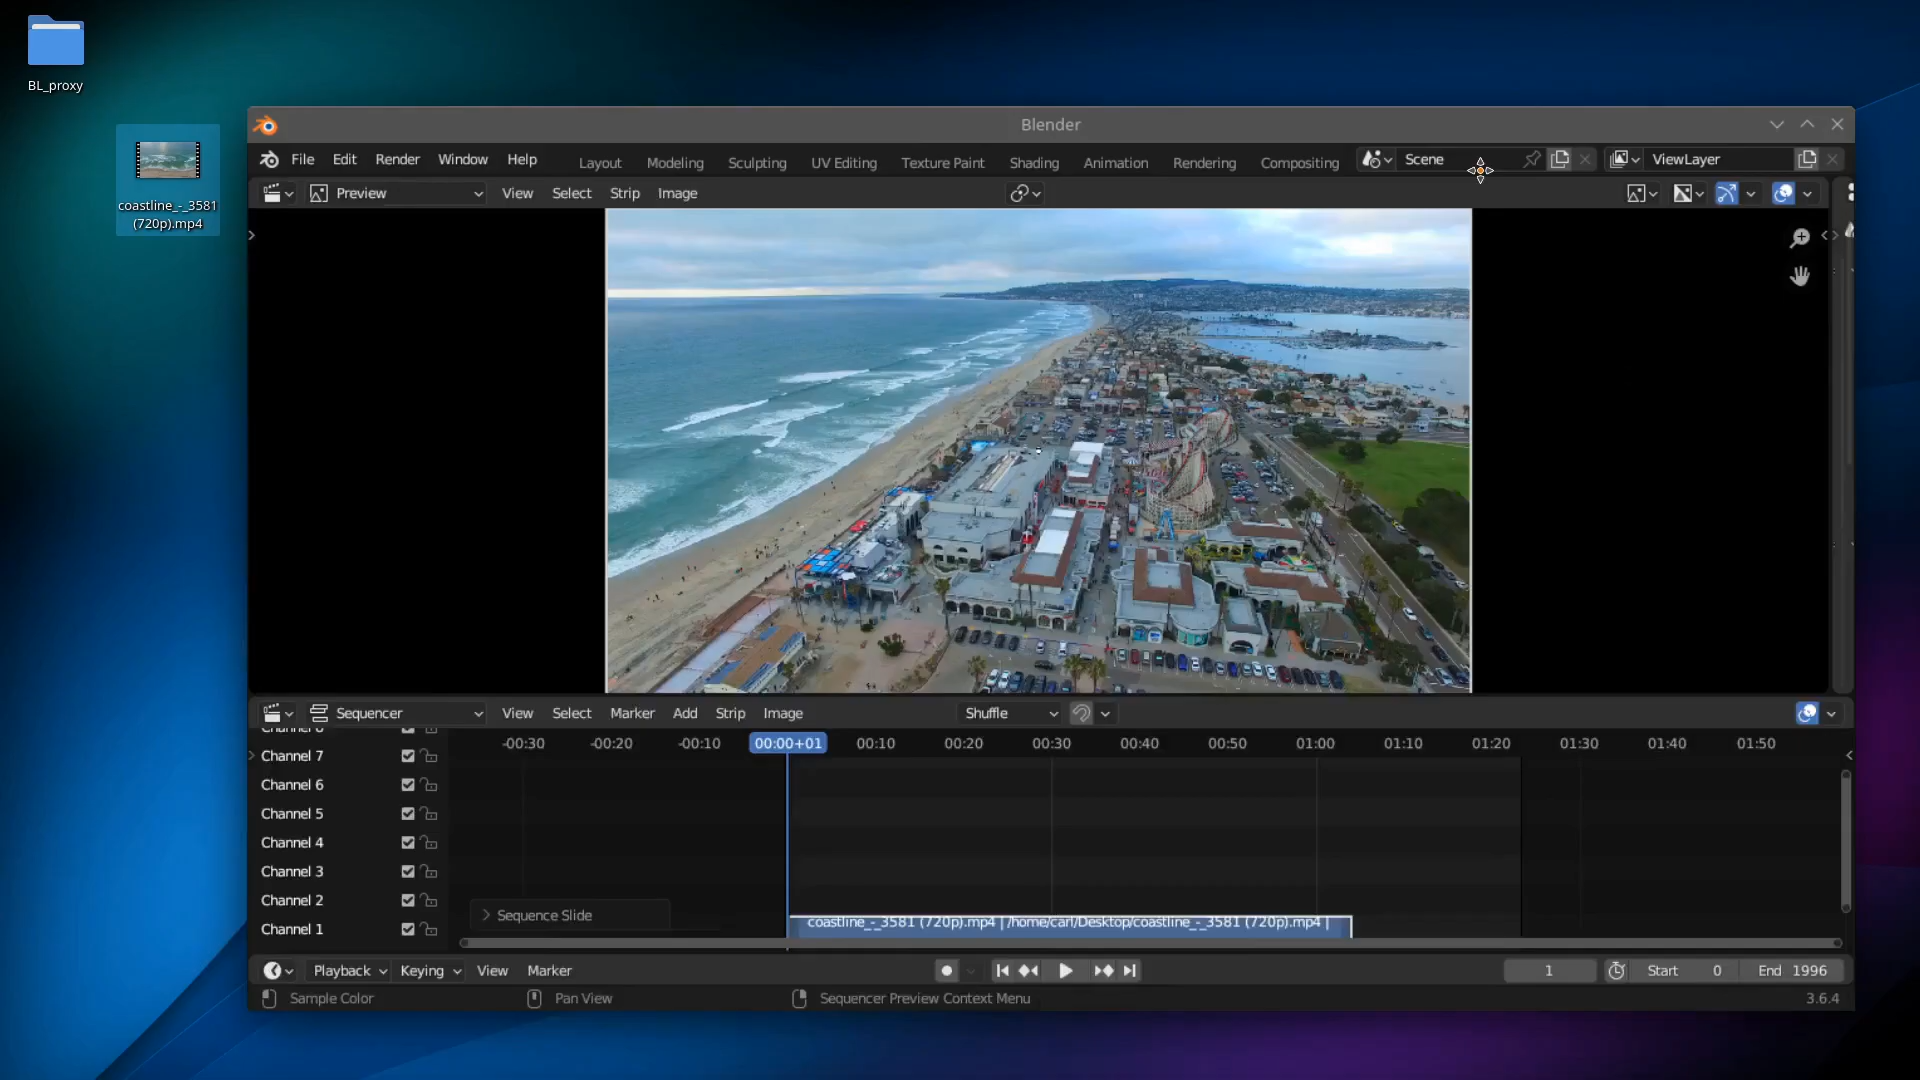 BL_proxy
coastline_-_3581
(720p).mp4
Blender
File Edit Render Window Help Layout Modeling Sculpting UV Editing Texture Paint Shading Animation Rendering Compositing Scene ViewLayer
Preview View Select Strip Image
Sequencer View Select Marker Add Strip Image Shuffle
-00:30 -00:20 -00:10 00:00+01 00:10 00:20 00:30 00:40 00:50 01:00 01:10 01:20 01:30 01:40 01:50
Channel 7
Channel 6
Channel 5
Channel 4
Channel 3
Channel 2
Sequence Slide
Channel 1
coastline_-_3581 (720p).mp4 | /home/carl/Desktop/coastline_-_3581 (720p).mp4 |
Playback Keying View Marker 1 Start 0 End 1996
Sample Color Pan View Sequencer Preview Context Menu 3.6.4